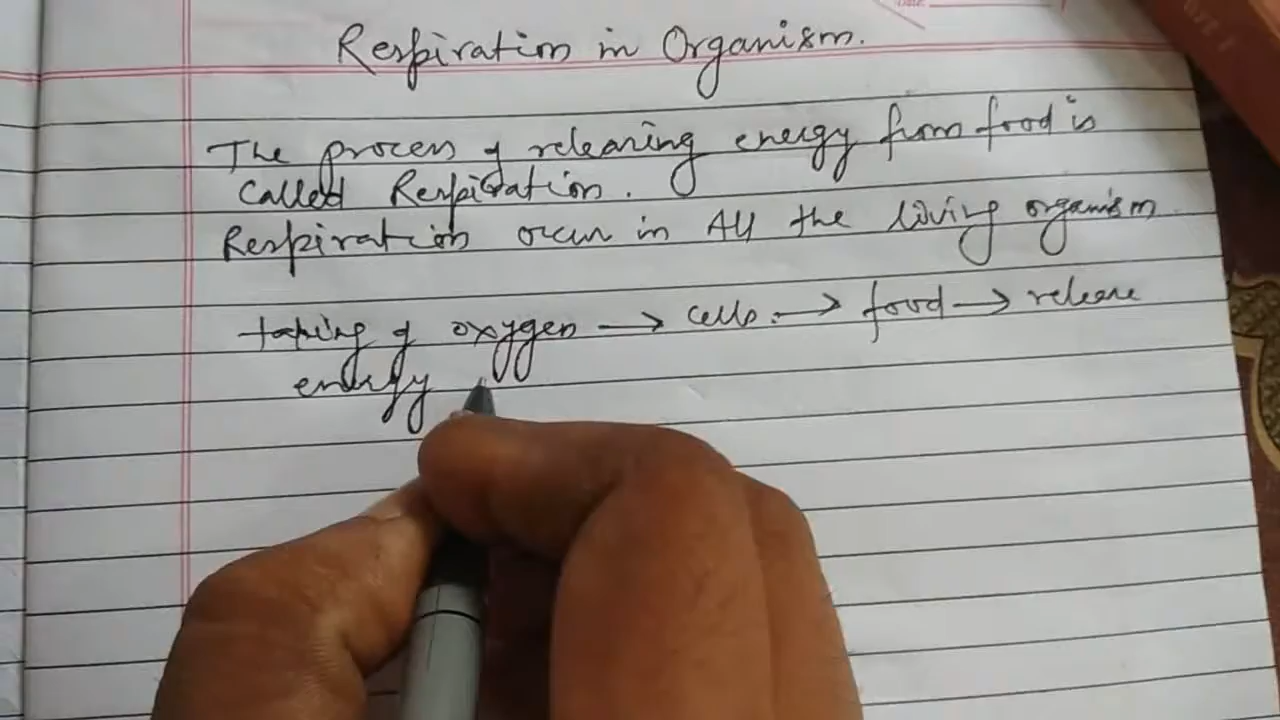 Respiration in Organism.
The process of releasing energy from food is
called Respiration.
Respiration occur in All the living organism
taking of oxygen → cells. → food → release
energy